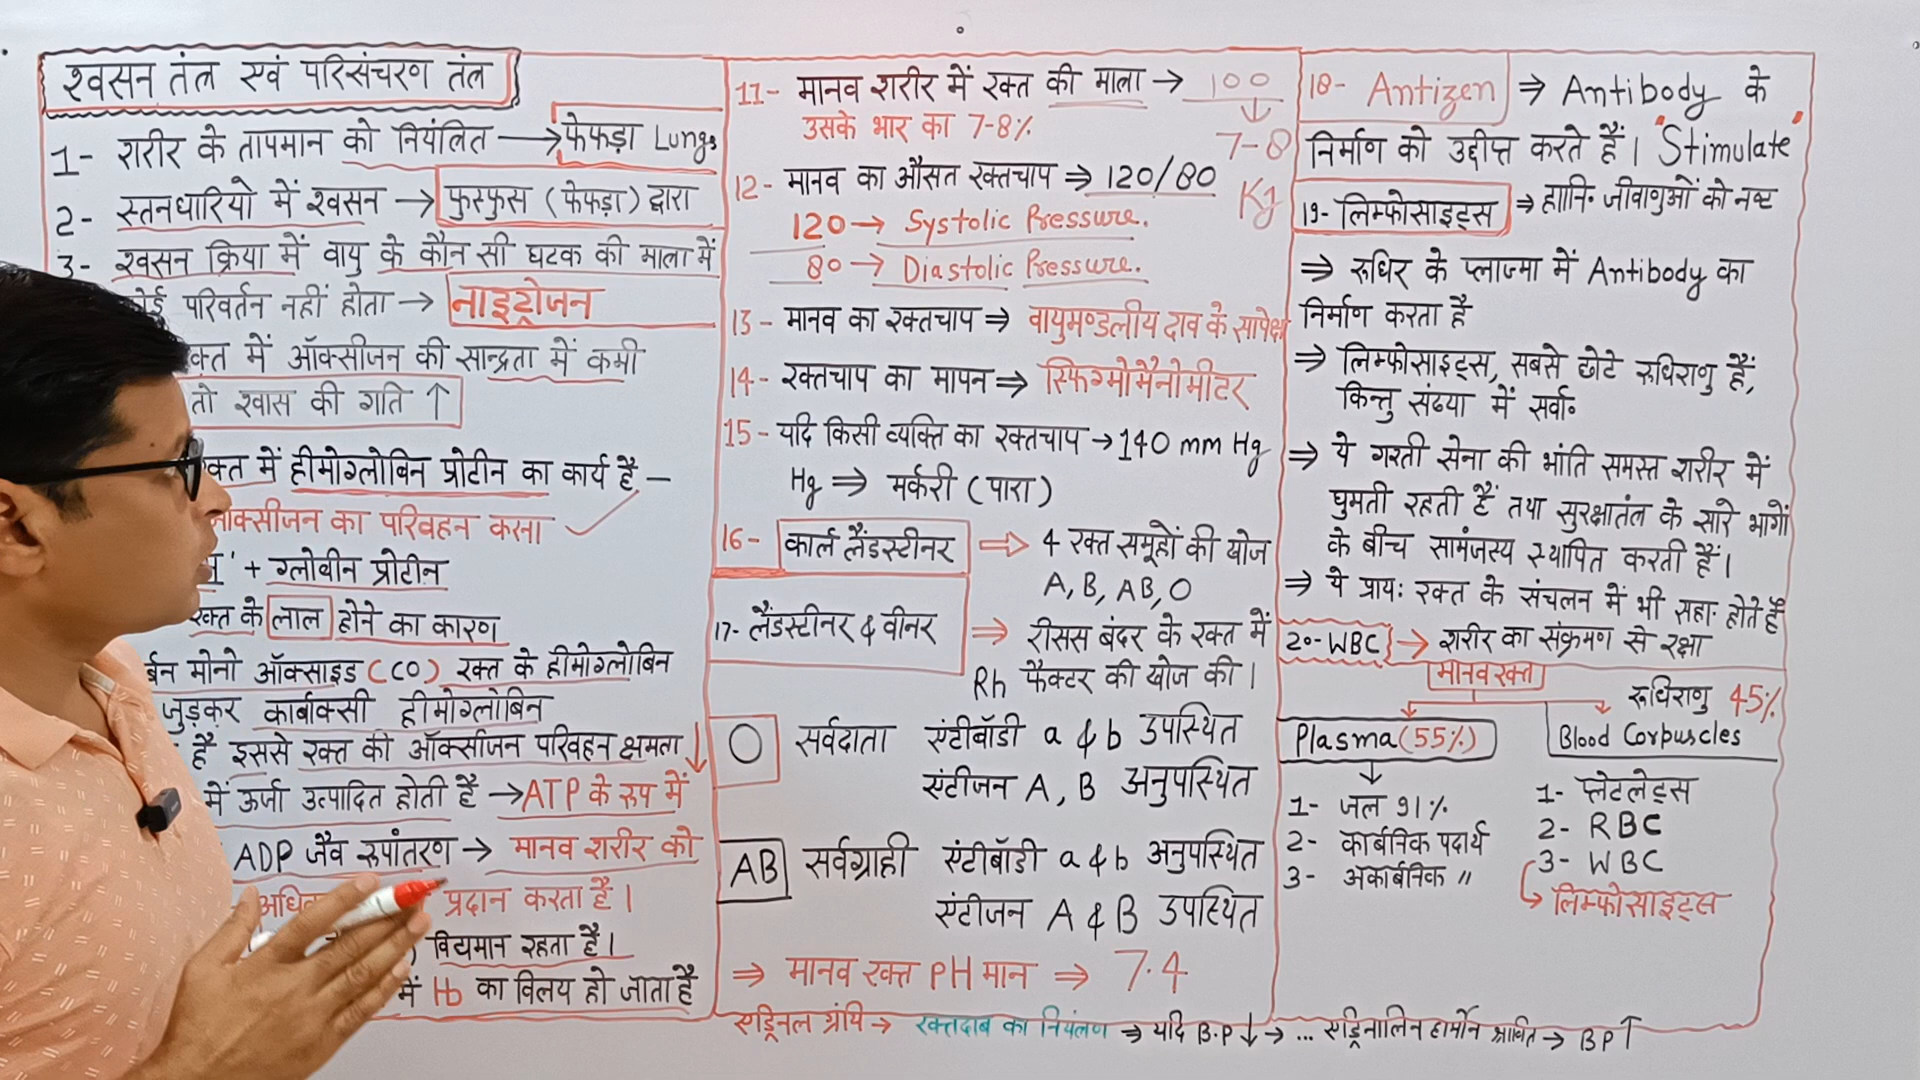 श्वसन तंत्र एवं परिसंचरण तंत्र
1- शरीर के तापमान को नियंत्रित → फेफड़ा Lungs
2- स्तनधारियो में श्वसन → फुस्फुस (फेफड़ा) द्वारा
3- श्वसन क्रिया में वायु के कौन सी घटक की मात्रा में
परिवर्तन नहीं होता → नाइट्रोजन
में ऑक्सीजन की सान्द्रता में कमी
तो श्वास की गति ↑
में हीमोग्लोबिन प्रोटीन का कार्य है –
का परिवहन करना
+ ग्लोबीन प्रोटीन
रक्त के लाल होने का कारण
मोनो ऑक्साइड (CO) रक्त के हीमोग्लोबिन
जुड़कर कार्बाक्सी हीमोग्लोबिन
है इससे रक्त की ऑक्सीजन परिवहन क्षमता ↓
में ऊर्जा उत्पादित होती है → ATP के रूप में
ADP जैव रूपांतरण → मानव शरीर को
प्रदान करता है।
विद्यमान रहता है।
में Hb का विलय हो जाता है
11- मानव शरीर में रक्त की मात्रा → 100
उसके भार का 7-8%
↓
7-8
Kg
12- मानव का औसत रक्तचाप ⇒ 120/80
120 → Systolic Pressure.
80 → Diastolic Pressure.
13- मानव का रक्तचाप ⇒ वायुमण्डलीय दाव के सापेक्ष
14- रक्तचाप का मापन ⇒ स्फिग्मोमैनोमीटर
15- यदि किसी व्यक्ति का रक्तचाप → 140 mm Hg
Hg ⇒ मर्करी (पारा)
16- कार्ल लैंडस्टीनर ⇒ 4 रक्त समूहों की खोज
A, B, AB, O
17- लैंडस्टीनर & वीनर ⇒ रीसस बंदर के रक्त में
Rh फैक्टर की खोज की।
O सर्वदाता एंटीबॉडी a & b उपस्थित
एंटीजन A, B अनुपस्थित
AB सर्वग्राही एंटीबॉडी a & b अनुपस्थित
एंटीजन A & B उपस्थित
⇒ मानव रक्त PH मान ⇒ 7.4
एड्रिनल ग्रंथि → रक्तदाब का नियंत्रण ⇒ यदि B.P ↓ → ... एड्रिनालिन हार्मोन श्रावित → BP ↑
18- Antizen ⇒ Antibody के
निर्माण को उद्दीप्त करते हैं। "Stimulate"
19- लिम्फोसाइट्स ⇒ हानि॰ जीवाणुओं को नष्ट
⇒ रुधिर के प्लाज्मा में Antibody का
निर्माण करता है
⇒ लिम्फोसाइट्स, सबसे छोटे रुधिराणु हैं,
किन्तु संख्या में सर्वा॰
⇒ ये गश्ती सेना की भांति समस्त शरीर में
घुमती रहती हैं तथा सुरक्षातंत्र के सारे भागों
के बीच सामंजस्य स्थापित करती हैं।
⇒ ये प्रायः रक्त के संचलन में भी सहा॰ होते हैं
20- WBC → शरीर का संक्रमण से रक्षा
मानव रक्त
रुधिराणु 45%
Plasma (55%)
Blood Corpuscles
↓
1- जल 91%
2- कार्बनिक पदार्थ
3- अकार्बनिक "
1- प्लेटलेट्स
2- RBC
3- WBC
↳ लिम्फोसाइट्स